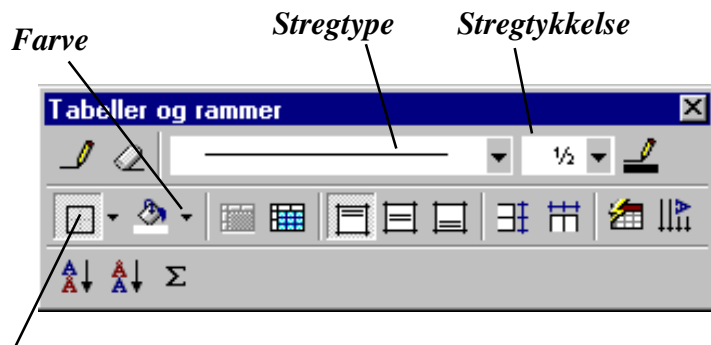 Farve
Stregtype
Stregtykkelse
Tabeller og rammer
½
Σ